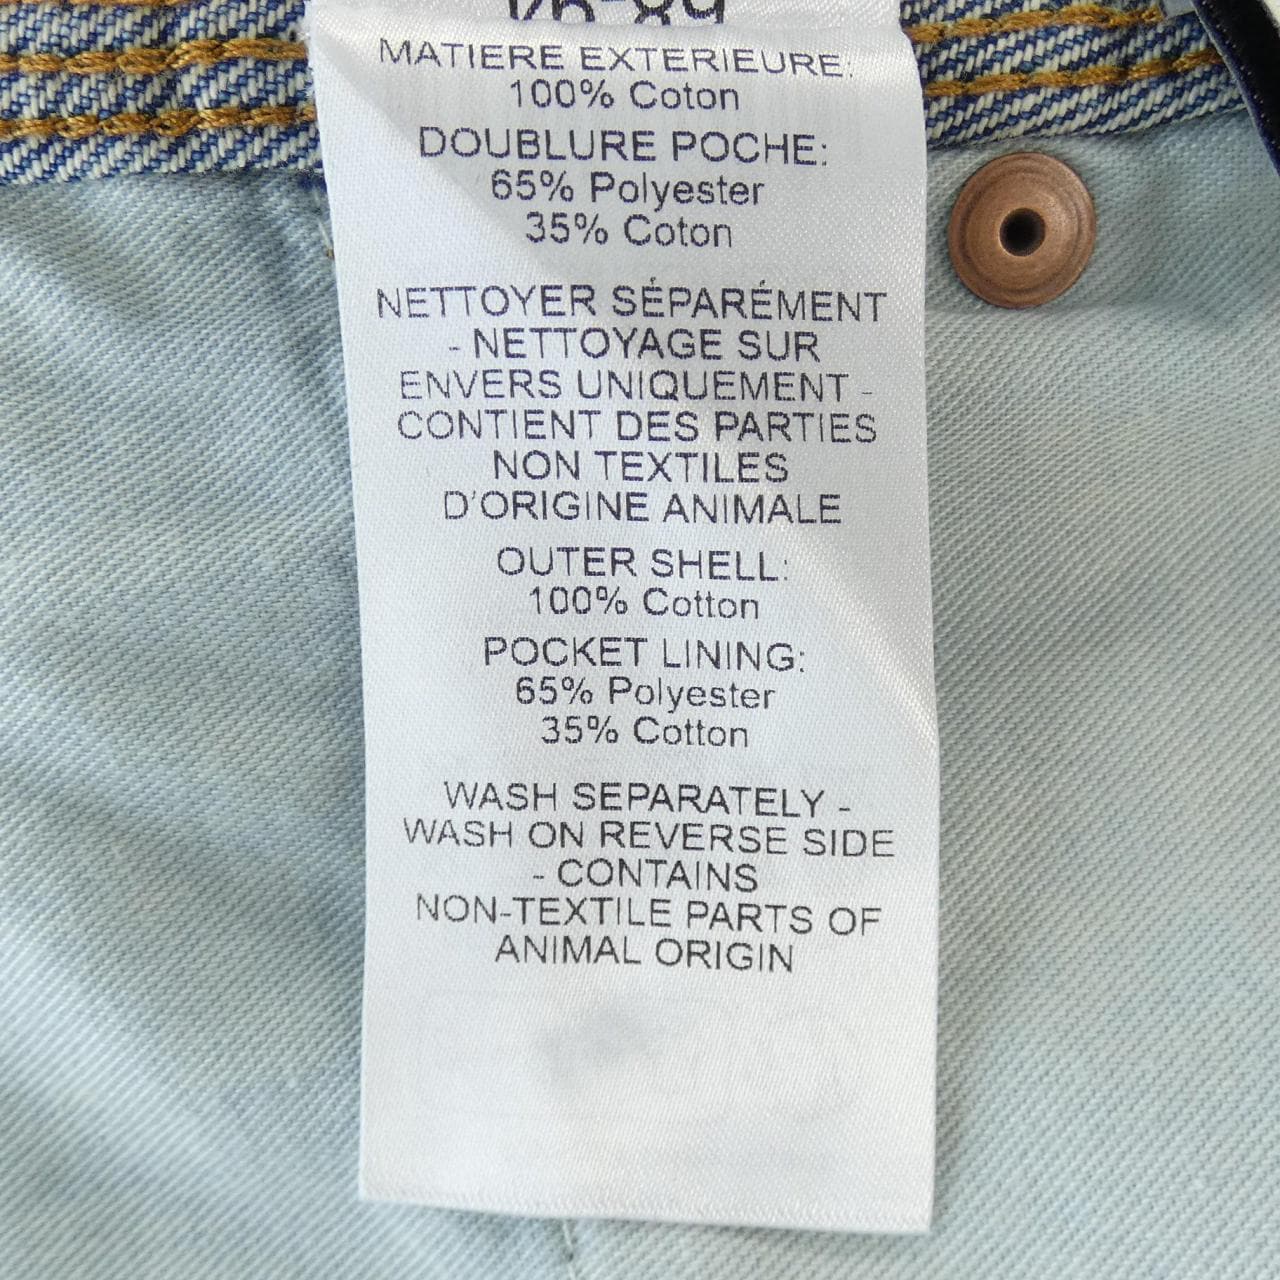 MATIERE EXTERIEURE:
100% Coton
DOUBLURE POCHE:
65% Polyester
35% Coton
NETTOYER SÉPARÉMENT
- NETTOYAGE SUR
ENVERS UNIQUEMENT -
CONTIENT DES PARTIES
NON TEXTILES
D'ORIGINE ANIMALE
OUTER SHELL:
100% Cotton
POCKET LINING:
65% Polyester
35% Cotton
WASH SEPARATELY -
WASH ON REVERSE SIDE
- CONTAINS
NON-TEXTILE PARTS OF
ANIMAL ORIGIN